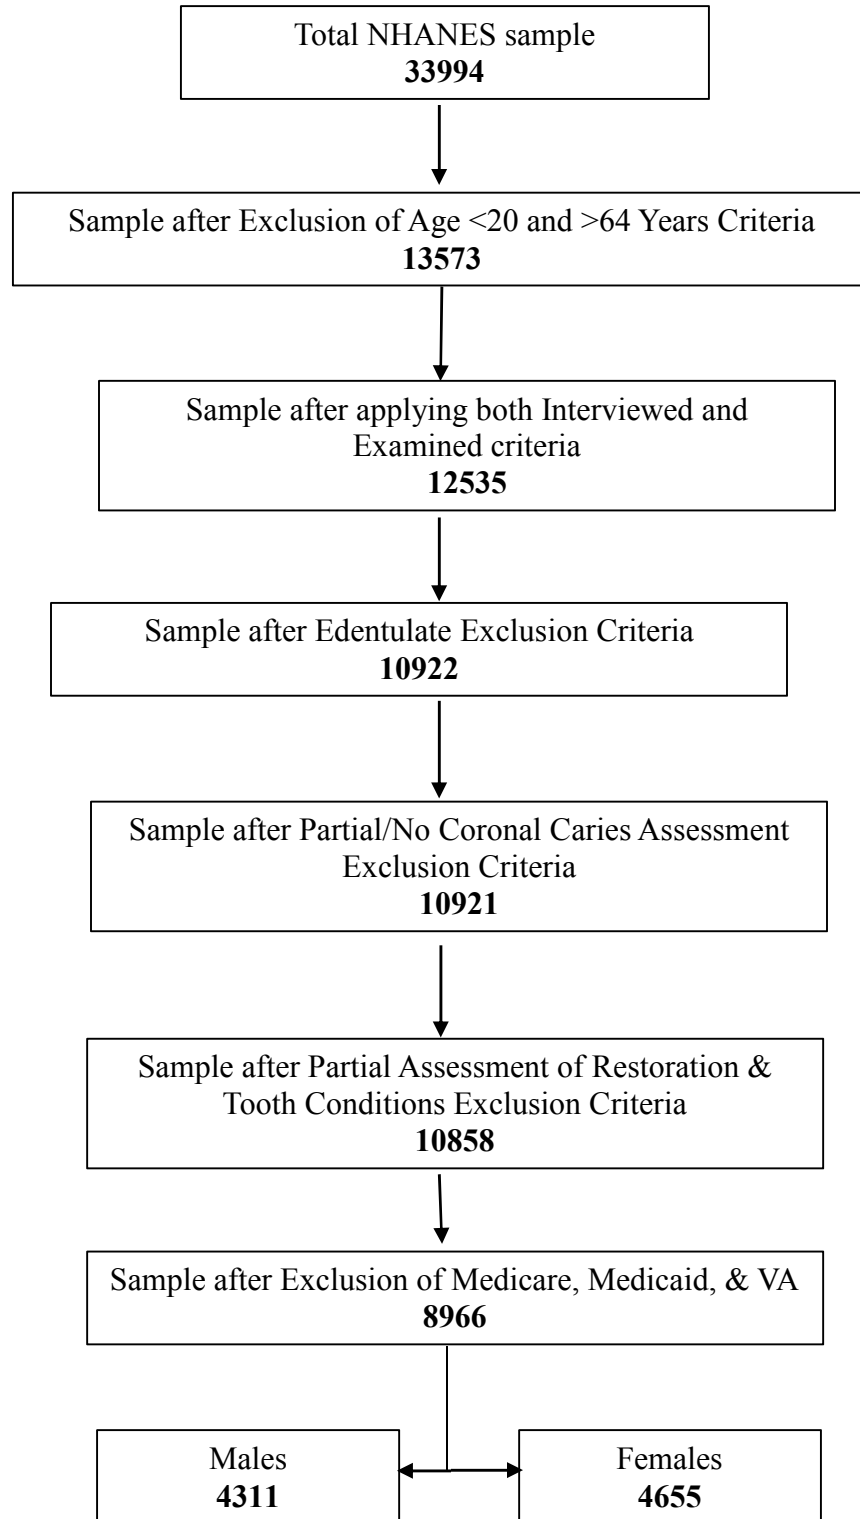 Total NHANES sample
33994
Sample after Exclusion of Age <20 and >64 Years Criteria
13573
Sample after applying both Interviewed and
Examined criteria
12535
Sample after Edentulate Exclusion Criteria
10922
Sample after Partial/No Coronal Caries Assessment
Exclusion Criteria
10921
Sample after Partial Assessment of Restoration &
Tooth Conditions Exclusion Criteria
10858
Sample after Exclusion of Medicare, Medicaid, & VA
8966
Males
4311
Females
4655